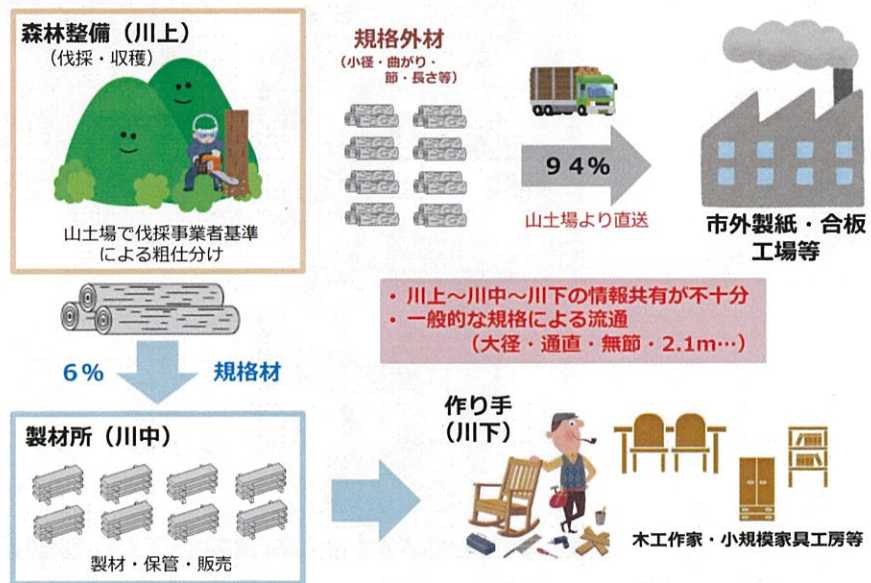 森林整備（川上）
（伐採・収穫）
山土場で伐採事業者基準
による粗仕分け
規格外材
（小径・曲がり・
節・長さ等）
９４％
山土場より直送
市外製紙・合板
工場等
・ 川上～川中～川下の情報共有が不十分
・ 一般的な規格による流通
（大径・通直・無節・2.1m…）
６％
規格材
製材所（川中）
製材・保管・販売
作り手
（川下）
木工作家・小規模家具工房等